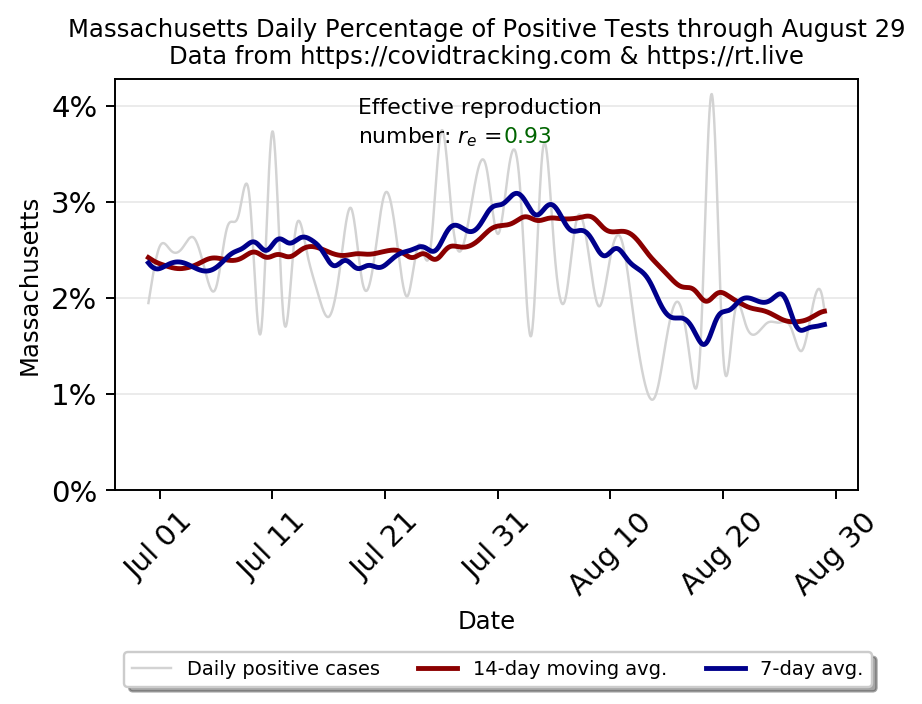 Massachusetts Daily Percentage of Positive Tests through August 29
Data from https://covidtracking.com & https://rt.live
Effective reproduction
number: re =0.93
4%
3%
2%
1%
0%
Massachusetts
Jul 01
Jul 11
Jul 21
Jul 31
Aug 10
Aug 20
Aug 30
Date
Daily positive cases
14-day moving avg.
7-day avg.